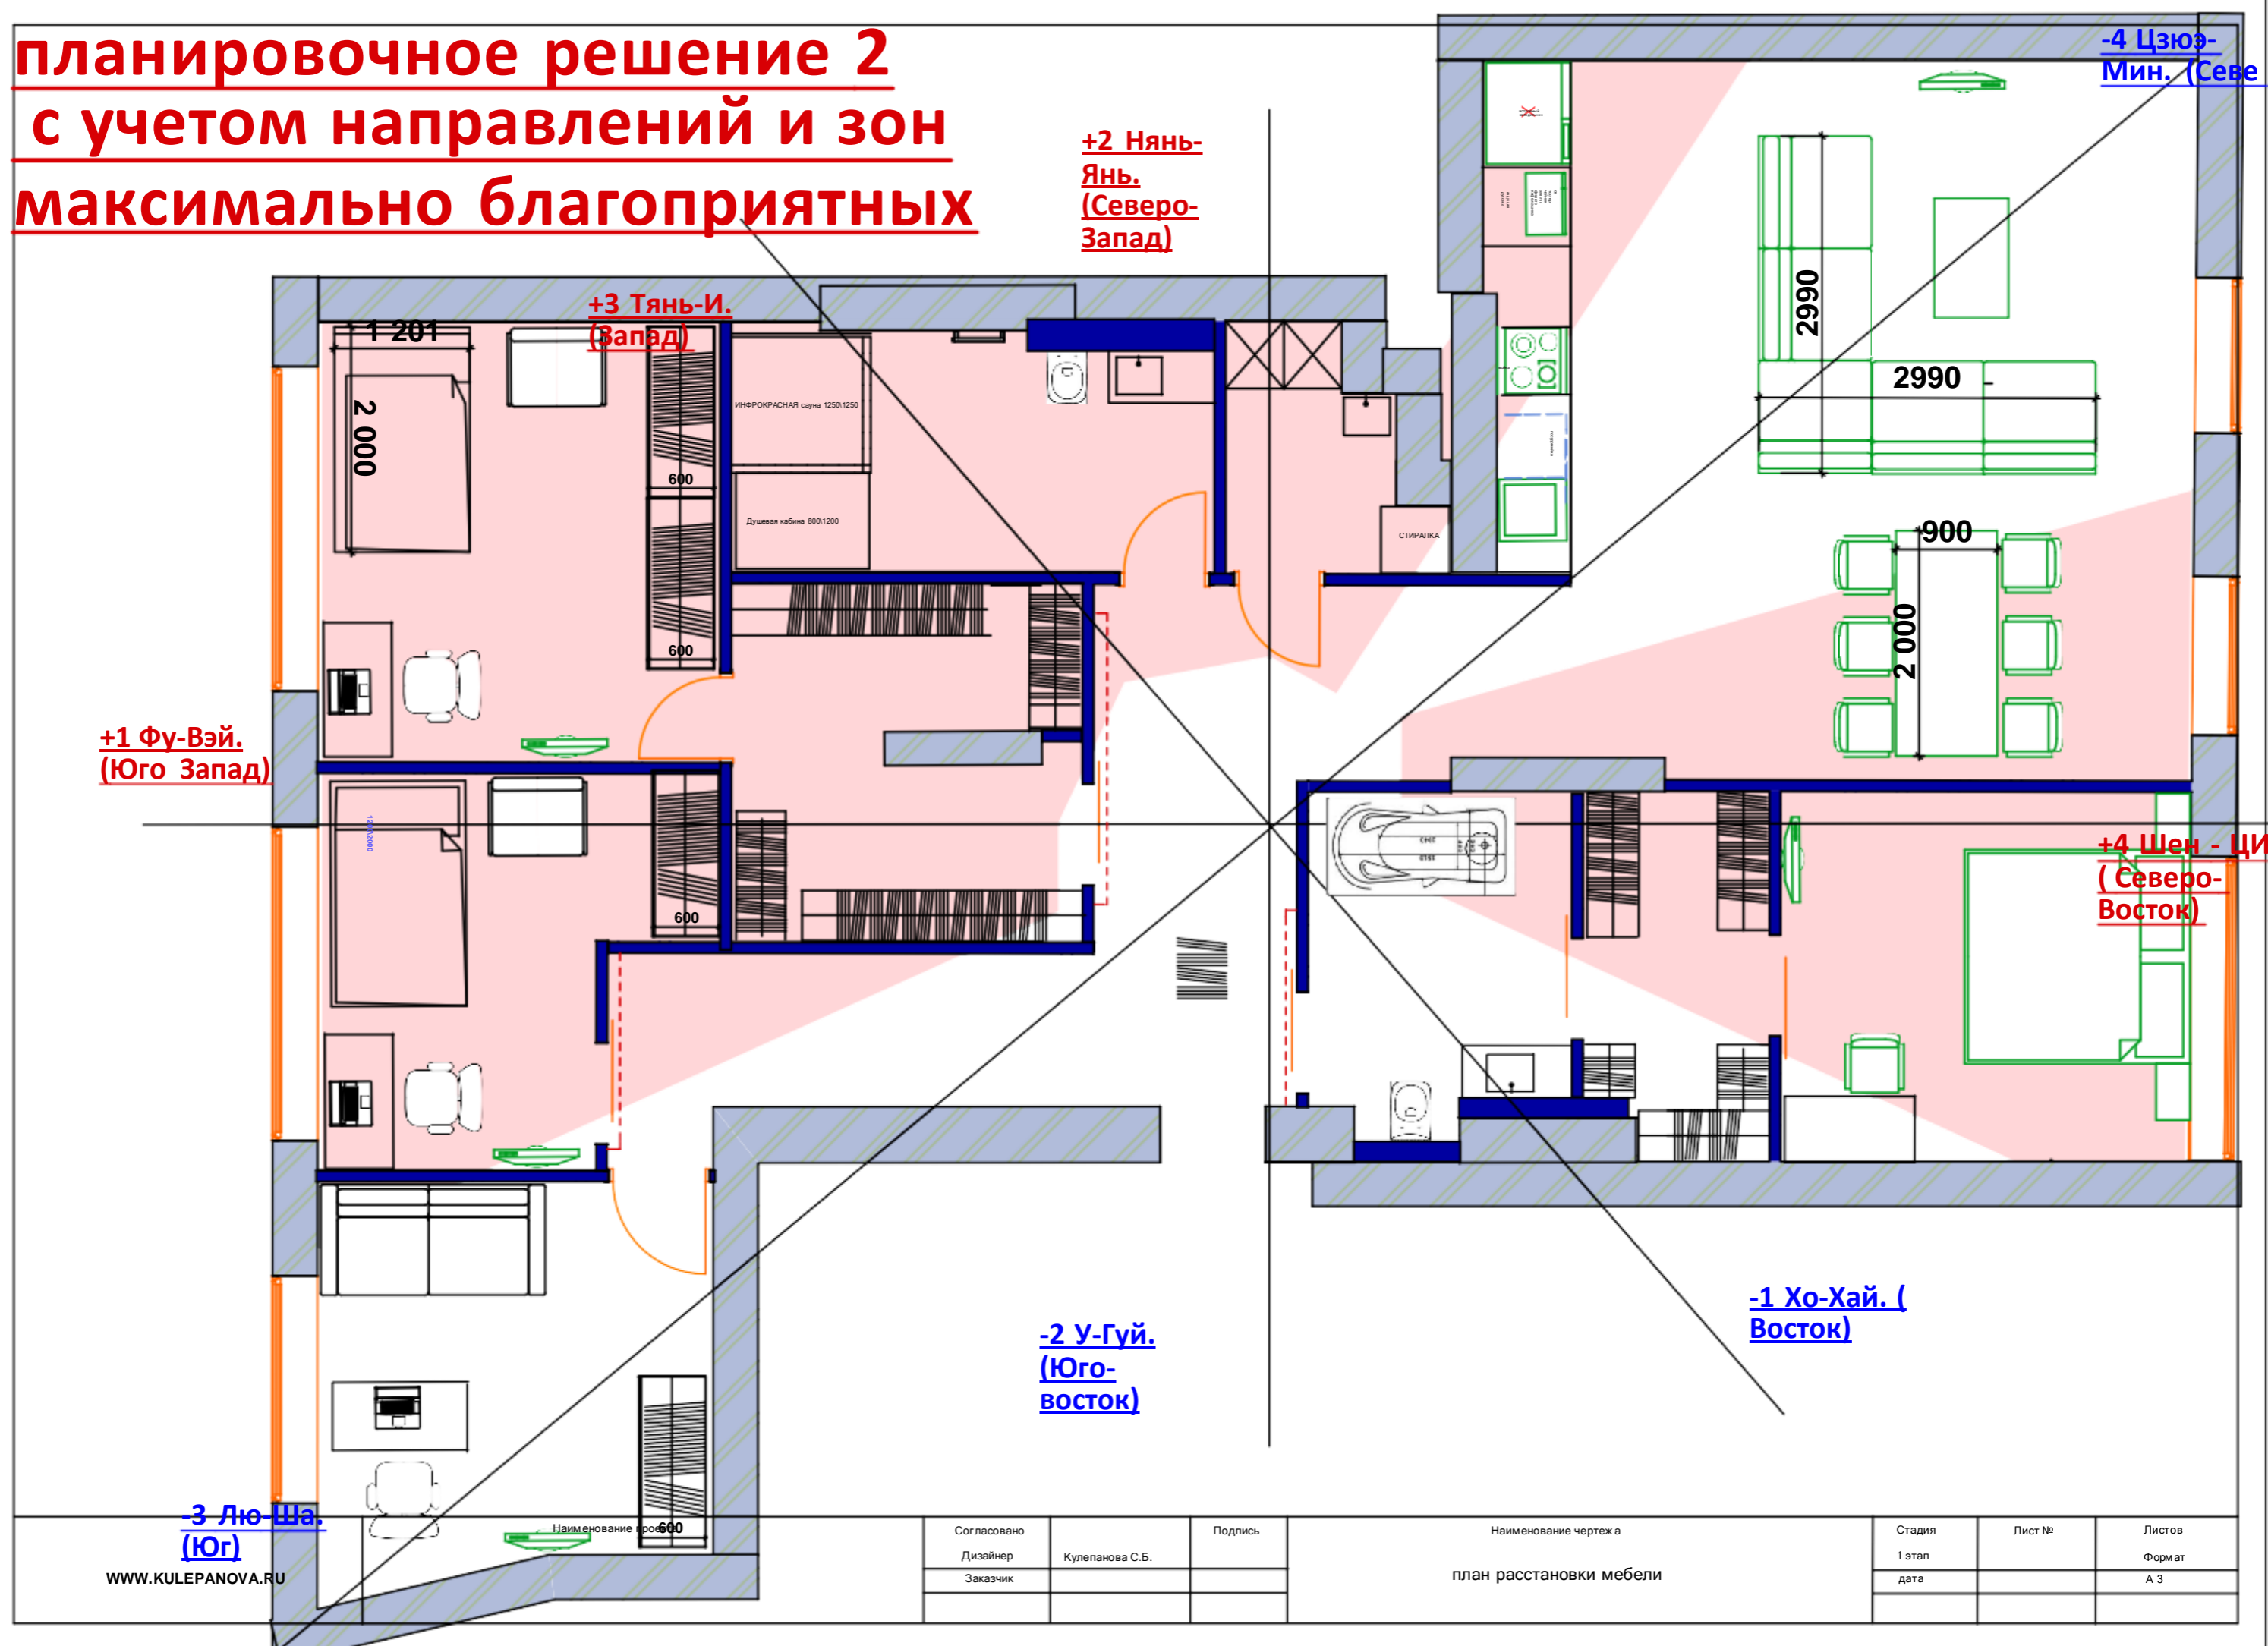 планировочное решение 2
с учетом направлений и зон
максимально благоприятных
-4 Цзюэ-
Мин. (Севе
+2 Нянь-
Янь.
(Северо-
Запад)
+3 Тянь-И.
(Запад)
1 201
2 000
600
600
ИНФРОКРАСНАЯ сауна 1250\1250
Душевая кабина 800\1200
СТИРАЛКА
2990
2990
900
2 000
+1 Фу-Вэй.
(Юго Запад)
600
+4 Шен - ЦИ
( Северо-
Восток)
-1 Хо-Хай. (
Восток)
-2 У-Гуй.
(Юго-
восток)
-3 Лю-Ша.
(Юг)
600
WWW.KULEPANOVA.RU
Наименование проекта
Согласовано
Подпись
Дизайнер
Кулепанова С.Б.
Заказчик
Наименование чертежа
план расстановки мебели
Стадия
Лист №
Листов
1 этап
Формат
дата
А 3